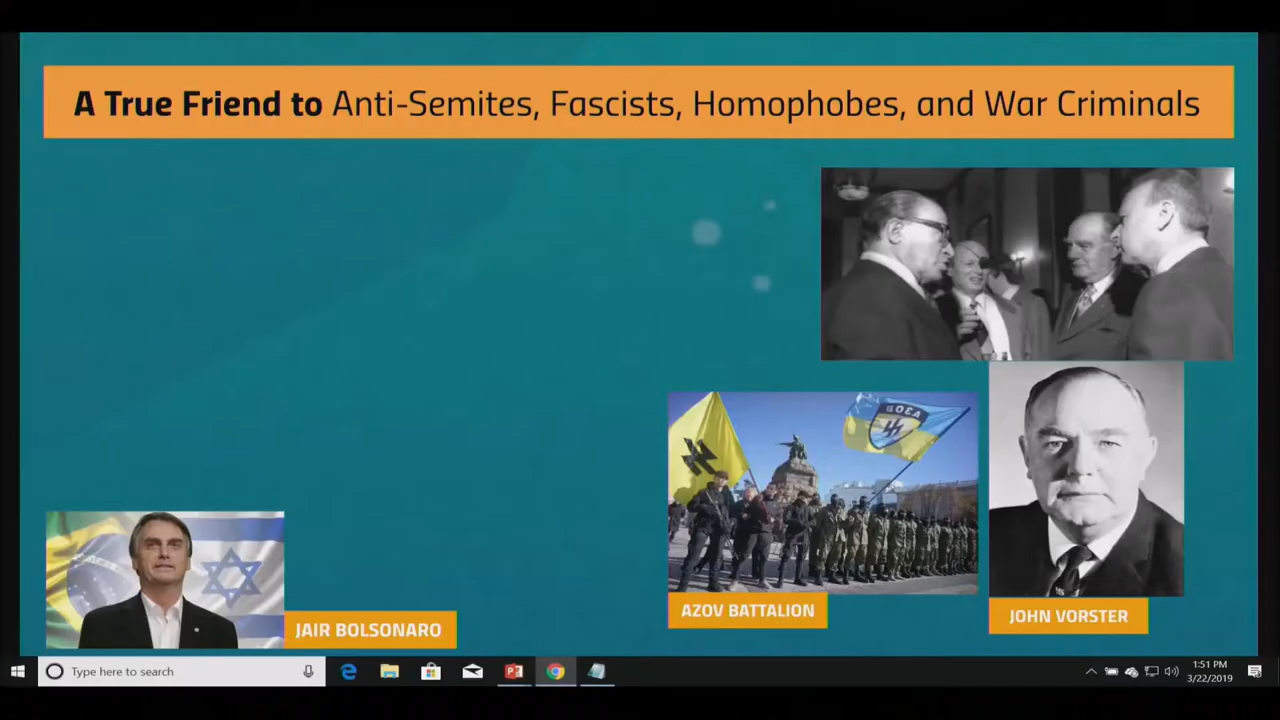 A True Friend to Anti-Semites, Fascists, Homophobes, and War Criminals
АЗОВ
AZOV BATTALION
JOHN VORSTER
JAIR BOLSONARO
Type here to search
1:51 PM
3/22/2019